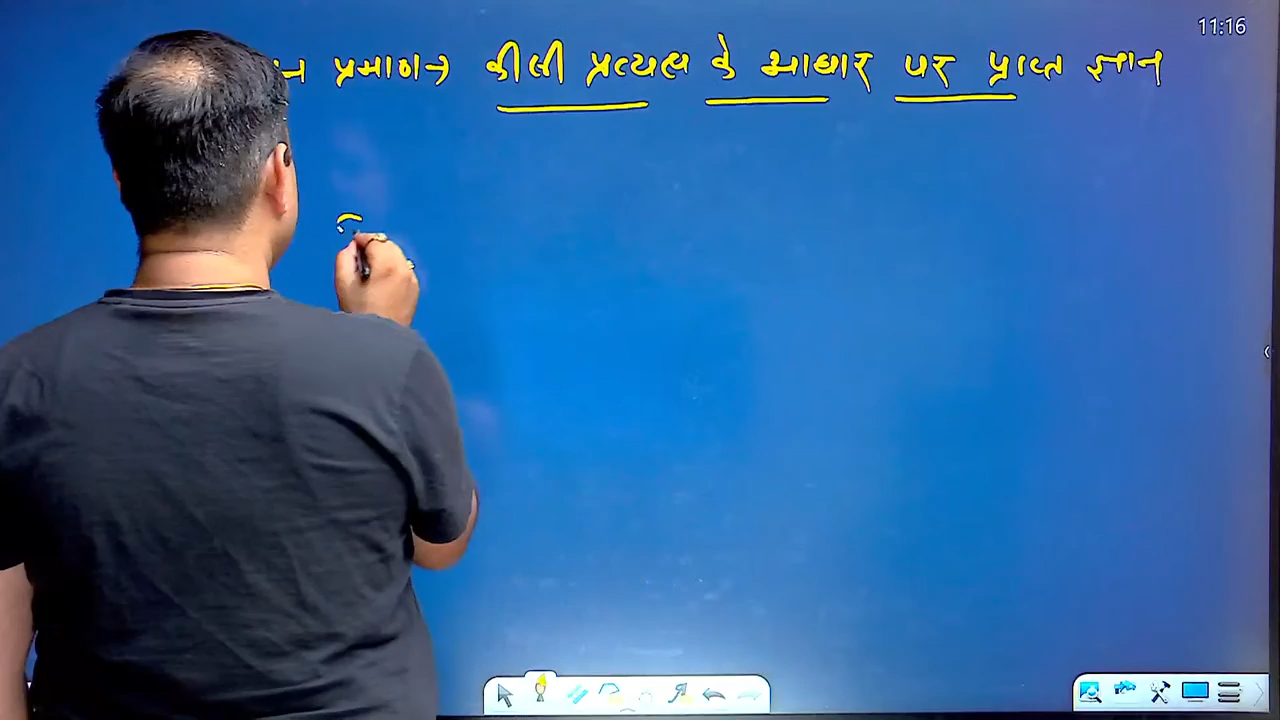 11:16
प्रमाण→ कीसी प्रत्यक्ष के आधार पर प्राप्त ज्ञान